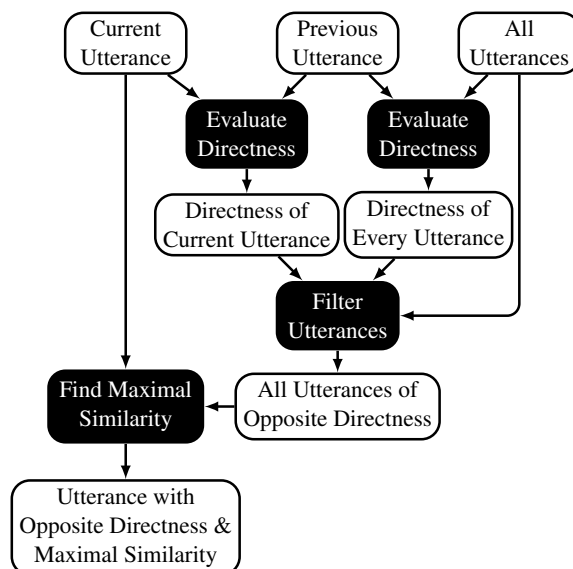 Current
Utterance
Previous
Utterance
All
Utterances
Evaluate
Directness
Evaluate
Directness
Directness of
Current Utterance
Directness of
Every Utterance
Filter
Utterances
Find Maximal
Similarity
All Utterances of
Opposite Directness
Utterance with
Opposite Directness &
Maximal Similarity